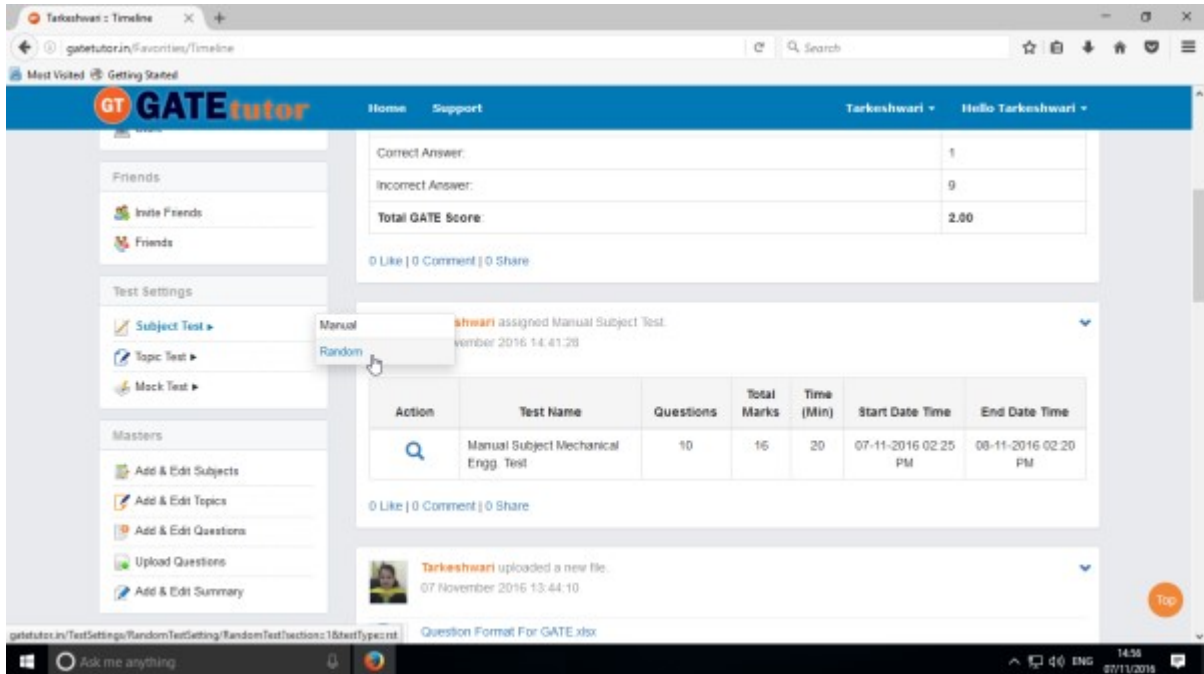 Tarkeshwari :: Timeline
gatetutor.in/Favorities/Timeline
Search
Most Visited Getting Started
GT GATEtutor
Home Support Tarkeshwari Hello Tarkeshwari
Friends
Invite Friends
Friends
Test Settings
Subject Test
Topic Test
Mock Test
Manual
Random
Masters
Add & Edit Subjects
Add & Edit Topics
Add & Edit Questions
Upload Questions
Add & Edit Summary
Correct Answer: 1
Incorrect Answer: 9
Total GATE Score: 2.00
0 Like | 0 Comment | 0 Share
shwari assigned Manual Subject Test.
vember 2016 14:41:28
Action Test Name Questions Total Marks Time (Min) Start Date Time End Date Time
Manual Subject Mechanical Engg. Test 10 16 20 07-11-2016 02:25 PM 08-11-2016 02:20 PM
0 Like | 0 Comment | 0 Share
Tarkeshwari uploaded a new file.
07 November 2016 13:44:10
Question Format For GATE.xlsx
Top
gatetutor.in/TestSettings/RandomTestSetting/RandomTest?section=1&testType=rst
Ask me anything
ENG
14:56
07/11/2016